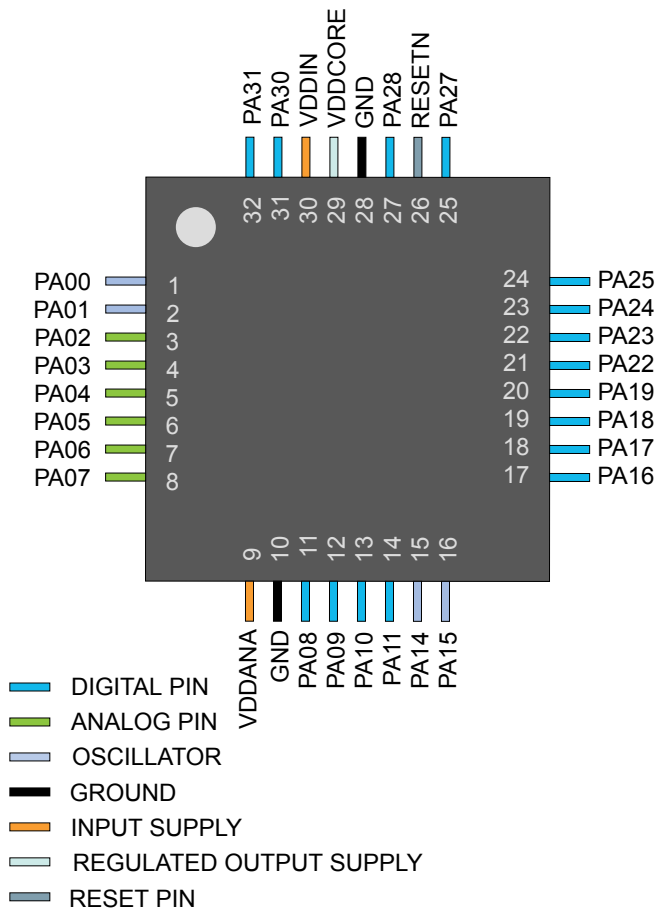 PA31
PA30
VDDIN
VDDCORE
GND
PA28
RESETN
PA27
32
31
30
29
28
27
26
25
PA00 1
PA01 2
PA02 3
PA03 4
PA04 5
PA05 6
PA06 7
PA07 8
24 PA25
23 PA24
22 PA23
21 PA22
20 PA19
19 PA18
18 PA17
17 PA16
9
10
11
12
13
14
15
16
VDDANA
GND
PA08
PA09
PA10
PA11
PA14
PA15
DIGITAL PIN
ANALOG PIN
OSCILLATOR
GROUND
INPUT SUPPLY
REGULATED OUTPUT SUPPLY
RESET PIN